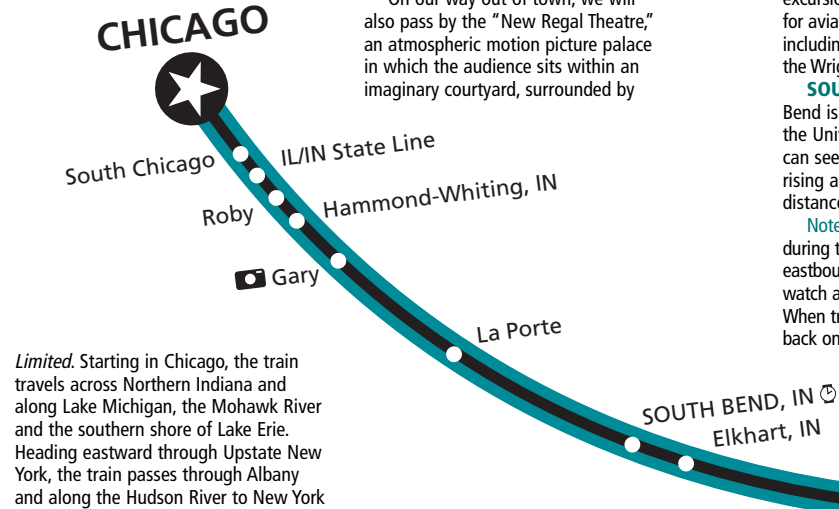 CHICAGO
South Chicago
IL/IN State Line
Roby
Hammond-Whiting, IN
Gary
La Porte
SOUTH BEND, IN
Elkhart, IN
On our way out of town, we will
also pass by the “New Regal Theatre,”
an atmospheric motion picture palace
in which the audience sits within an
imaginary courtyard, surrounded by
Limited. Starting in Chicago, the train
travels across Northern Indiana and
along Lake Michigan, the Mohawk River
and the southern shore of Lake Erie.
Heading eastward through Upstate New
York, the train passes through Albany
and along the Hudson River to New York
for avia
includin
the Wrig
SOU
Bend is
the Unit
can see
rising a
distance
Note
during t
eastbou
watch a
When tr
back on